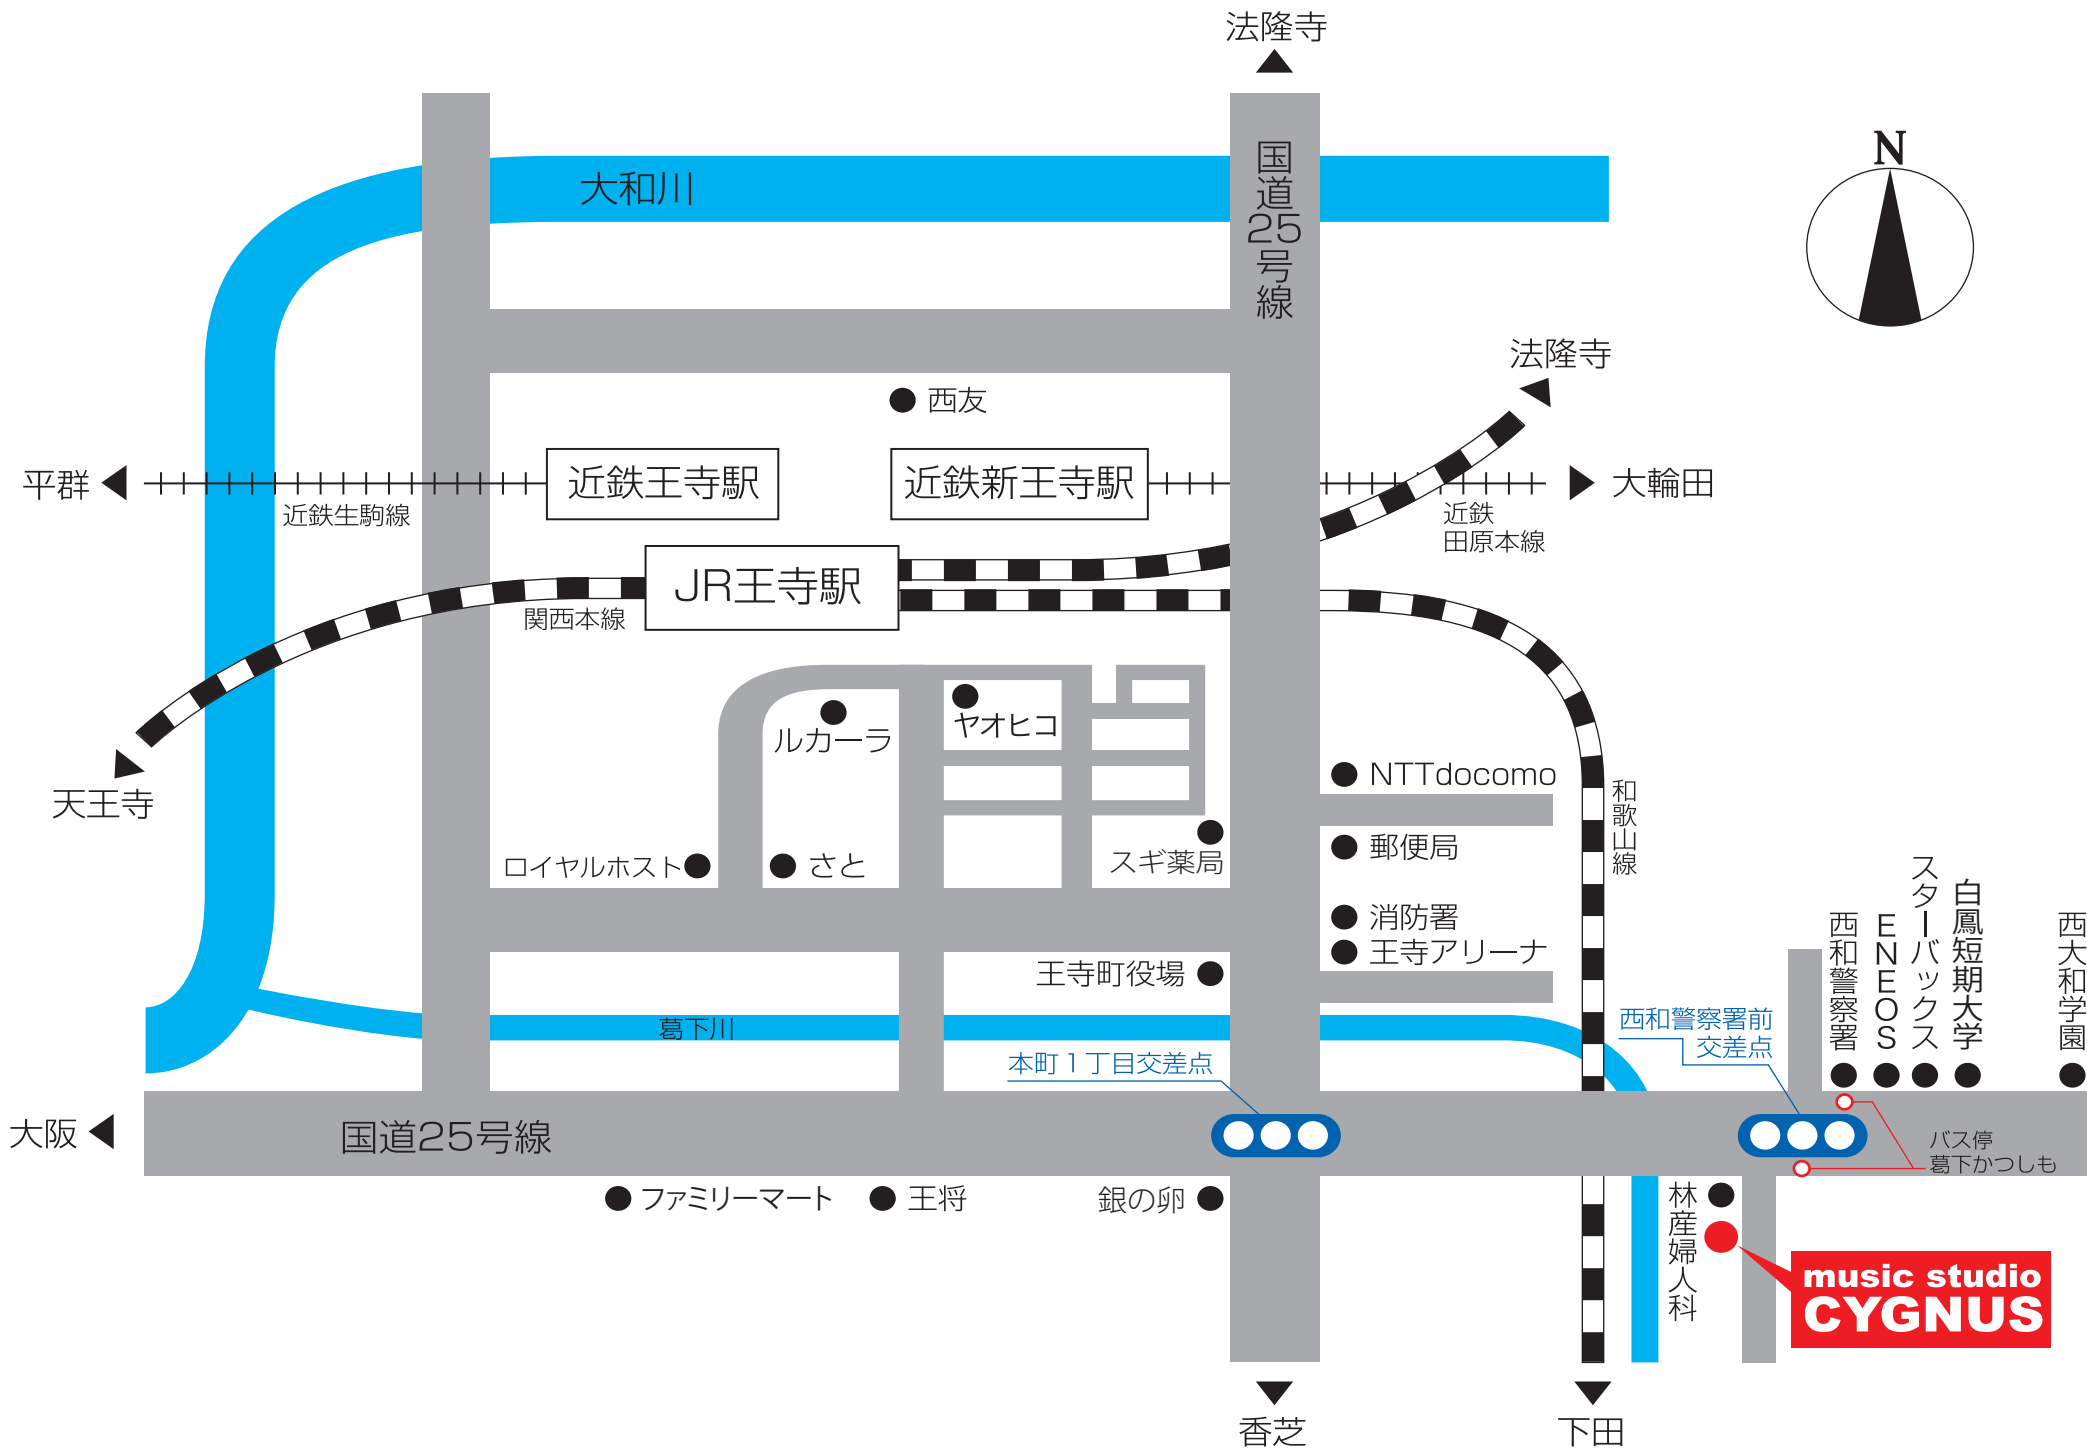 法隆寺
N
大和川
国道25号線
法隆寺
西友
平群
近鉄王寺駅
近鉄新王寺駅
大輪田
近鉄生駒線
近鉄
田原本線
JR王寺駅
関西本線
天王寺
ルカーラ
ヤオヒコ
NTTdocomo
和歌山線
郵便局
スギ薬局
ロイヤルホスト
さと
消防署
王寺アリーナ
王寺町役場
西和警察署
ENEOS
スターバックス
白鳳短期大学
西大和学園
葛下川
西和警察署前
交差点
本町1丁目交差点
大阪
国道25号線
バス停
葛下かつしも
ファミリーマート
王将
銀の卵
林産婦人科
music studio
CYGNUS
香芝
下田